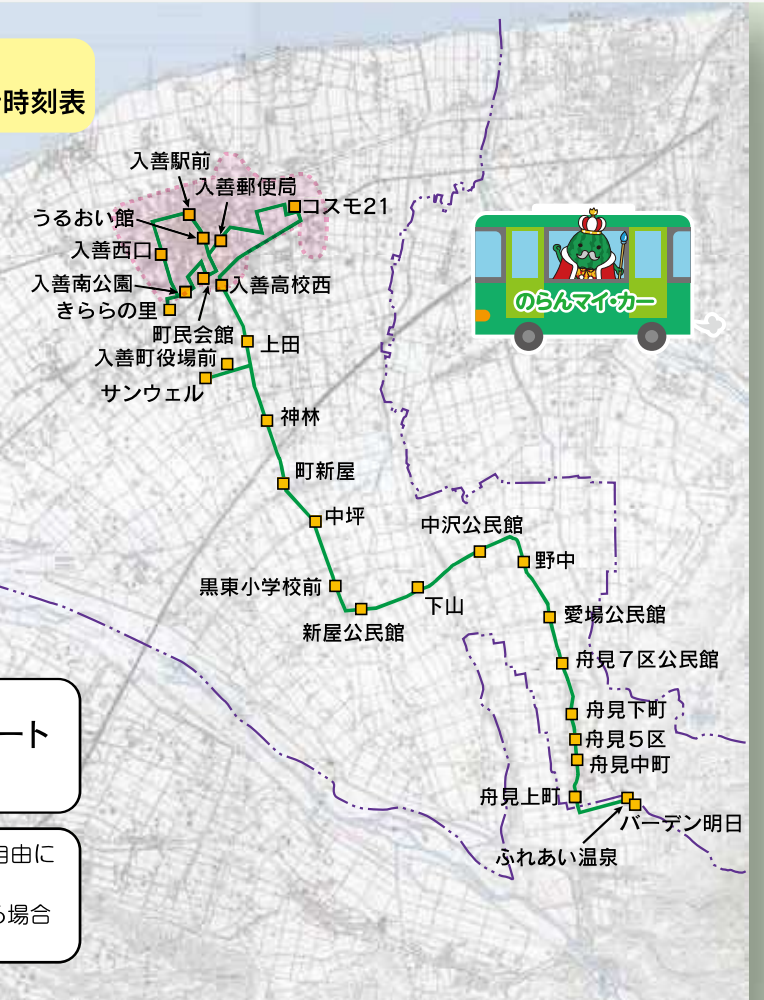 時刻表
入善駅前
入善郵便局
コスモ21
うるおい館
入善西口
入善南公園
入善高校西
きららの里
町民会館
上田
入善町役場前
サンウェル
神林
町新屋
中坪
中沢公民館
野中
黒東小学校前
下山
新屋公民館
愛場公民館
舟見7区公民館
舟見下町
舟見5区
舟見中町
舟見上町
バーデン明日
ふれあい温泉
のらんマイ・カー
ート
自由に
る場合